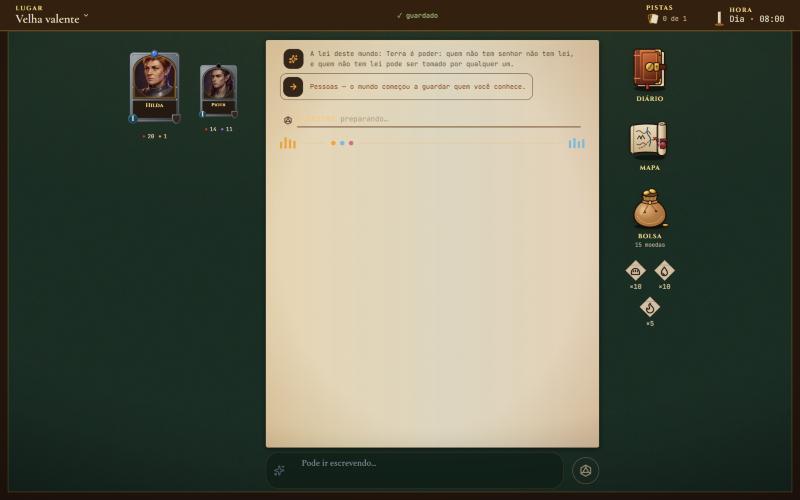 LUGAR
Velha valente
✓ guardado
PISTAS
0 de 1
HORA
Dia · 08:00
HILDA
20 1
14 11
A lei deste mundo: Terra é poder: quem não tem senhor não tem lei,
e quem não tem lei pode ser tomado por qualquer um.
Pessoas — o mundo começou a guardar quem você conhece.
preparando…
DIÁRIO
MAPA
BOLSA
15 moedas
×10 ×10
×5
Pode ir escrevendo…